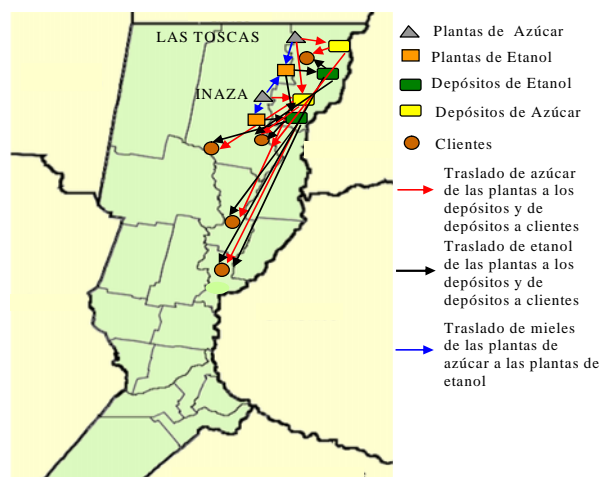 LAS TOSCAS
INAZA
Plantas de Azúcar
Plantas de Etanol
Depósitos de Etanol
Depósitos de Azúcar
Clientes
Traslado de azúcar
de las plantas a los
depósitos y de
depósitos a clientes
Traslado de etanol
de las plantas a los
depósitos y de
depósitos a clientes
Traslado de mieles
de las plantas de
azúcar a las plantas de
etanol